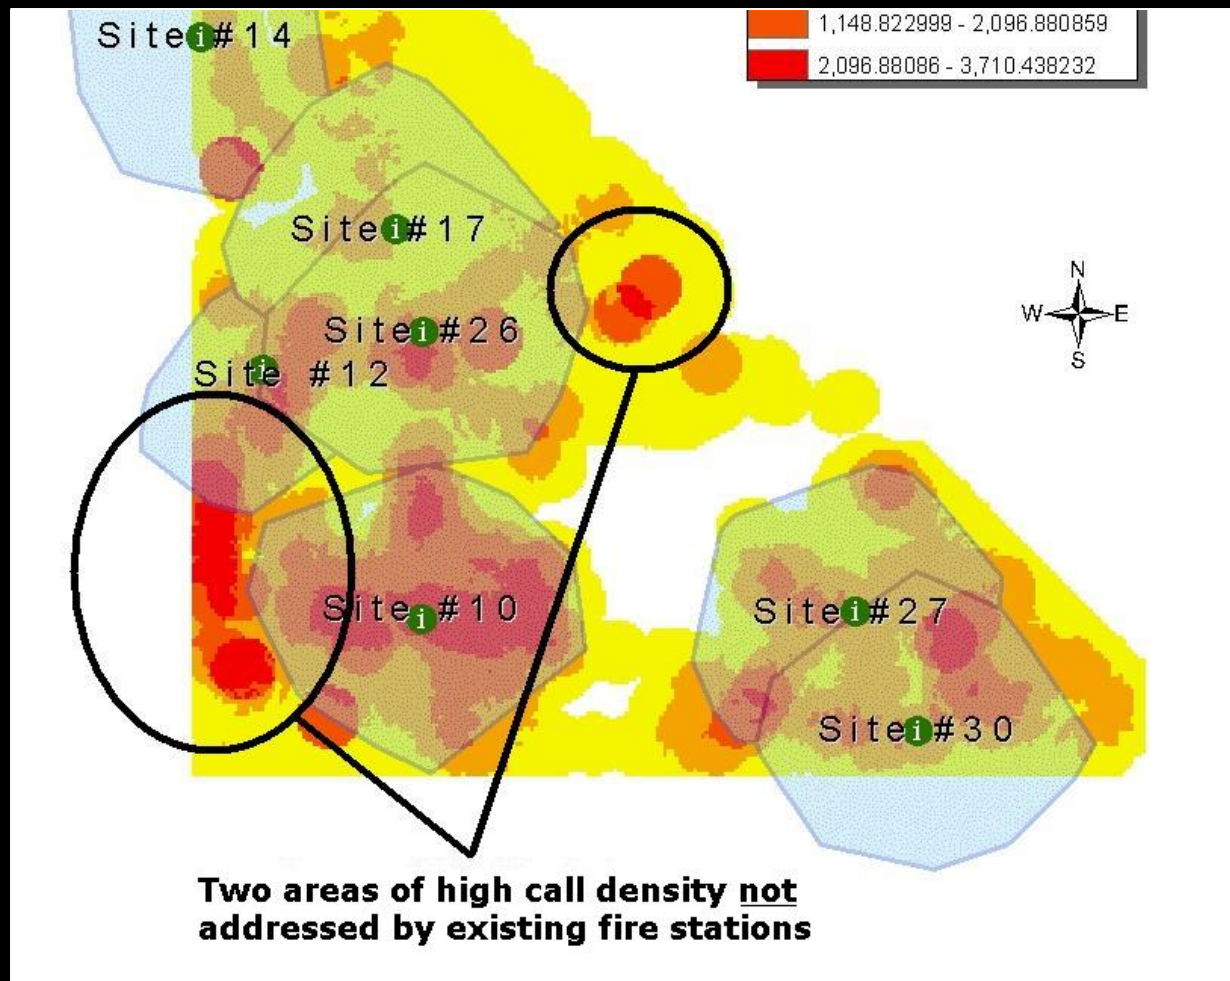 Site i #14
1,148.822999 - 2,096.880859
2,096.88086 - 3,710.438232
Site i #17
N
W E
S
Site i #26
Site i #12
Site i #10
Site i #27
Site i #30
Two areas of high call density not
addressed by existing fire stations